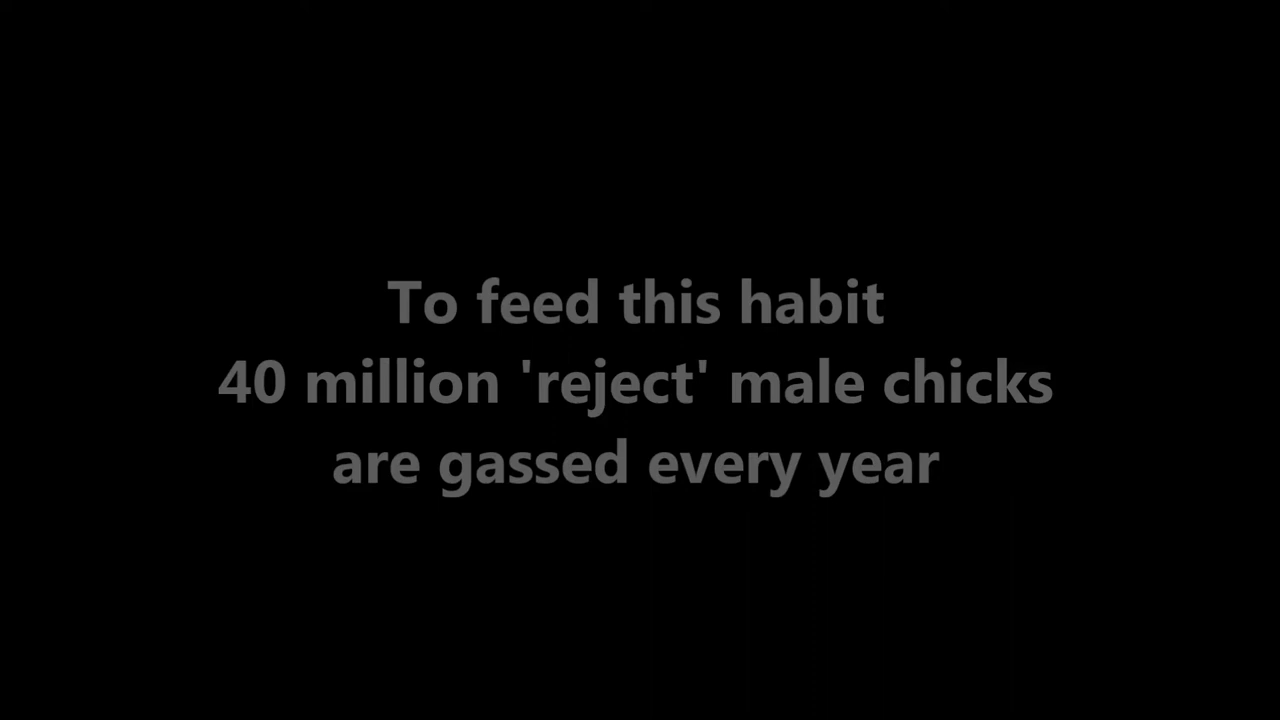 To feed this habit
40 million 'reject' male chicks
are gassed every year